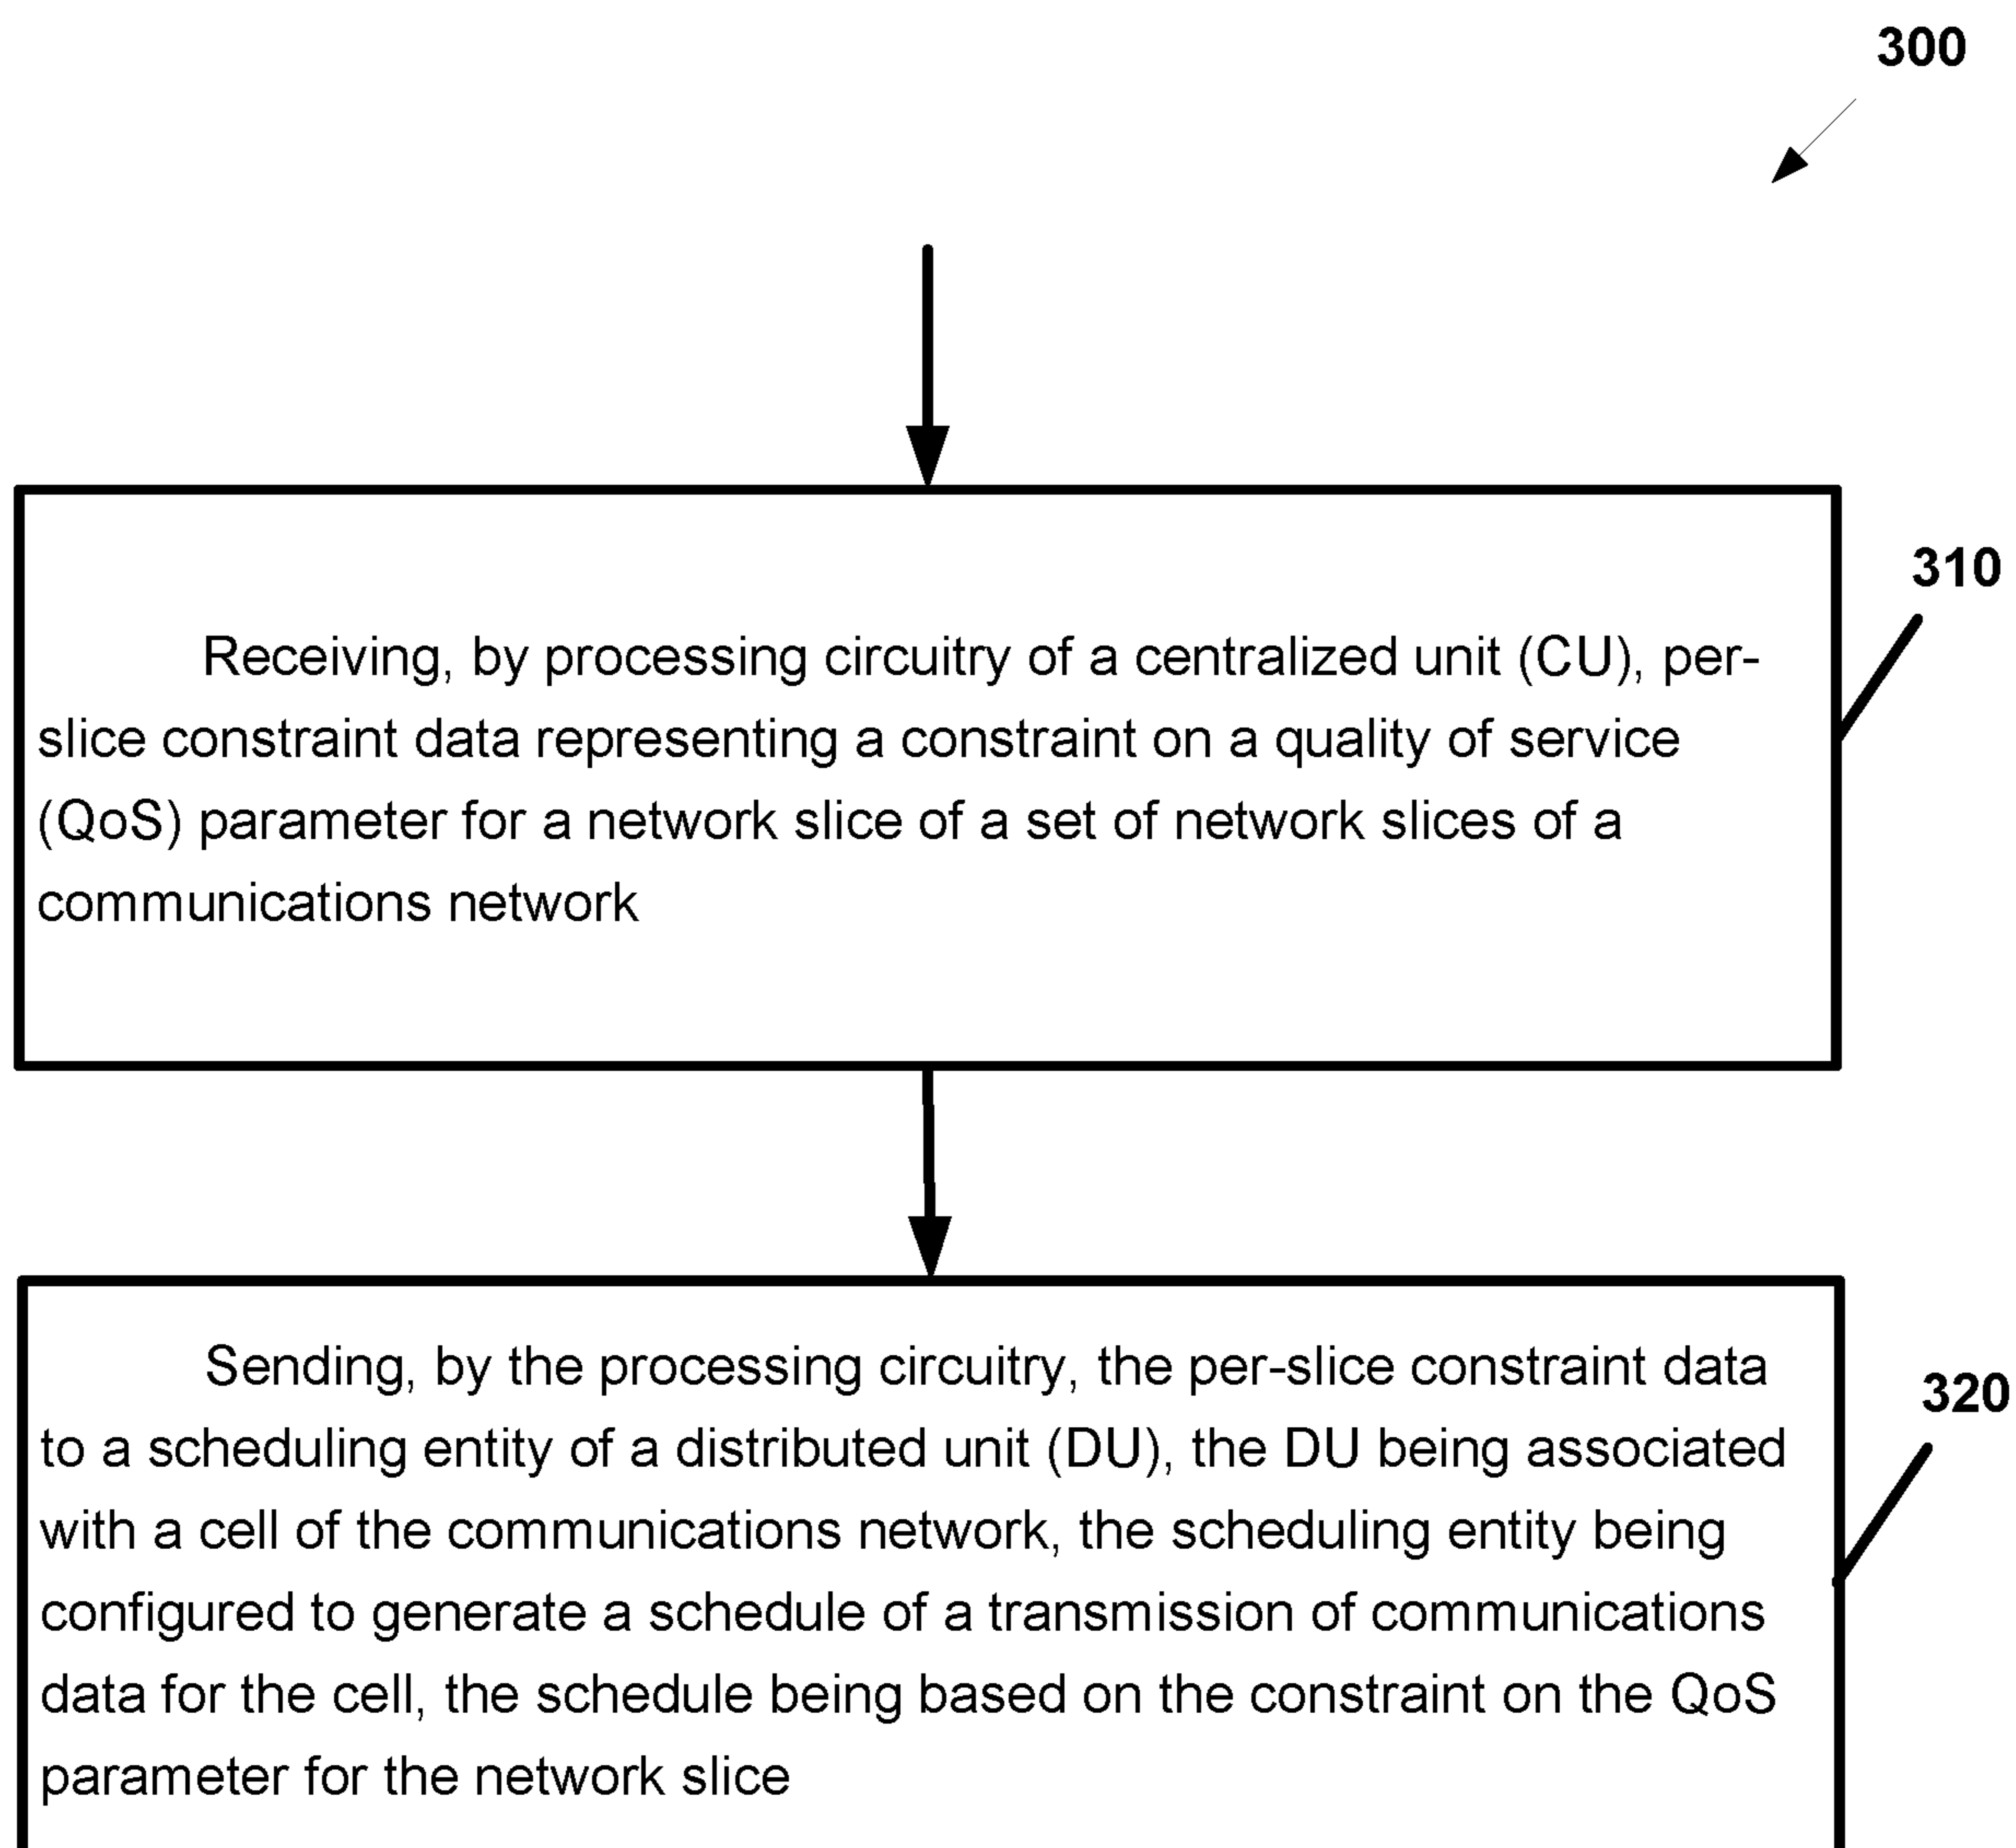 300
310
Receiving, by processing circuitry of a centralized unit (CU), per-
slice constraint data representing a constraint on a quality of service
(QoS) parameter for a network slice of a set of network slices of a
communications network
320
Sending, by the processing circuitry, the per-slice constraint data
to a scheduling entity of a distributed unit (DU), the DU being associated
with a cell of the communications network, the scheduling entity being
configured to generate a schedule of a transmission of communications
data for the cell, the schedule being based on the constraint on the QoS
parameter for the network slice